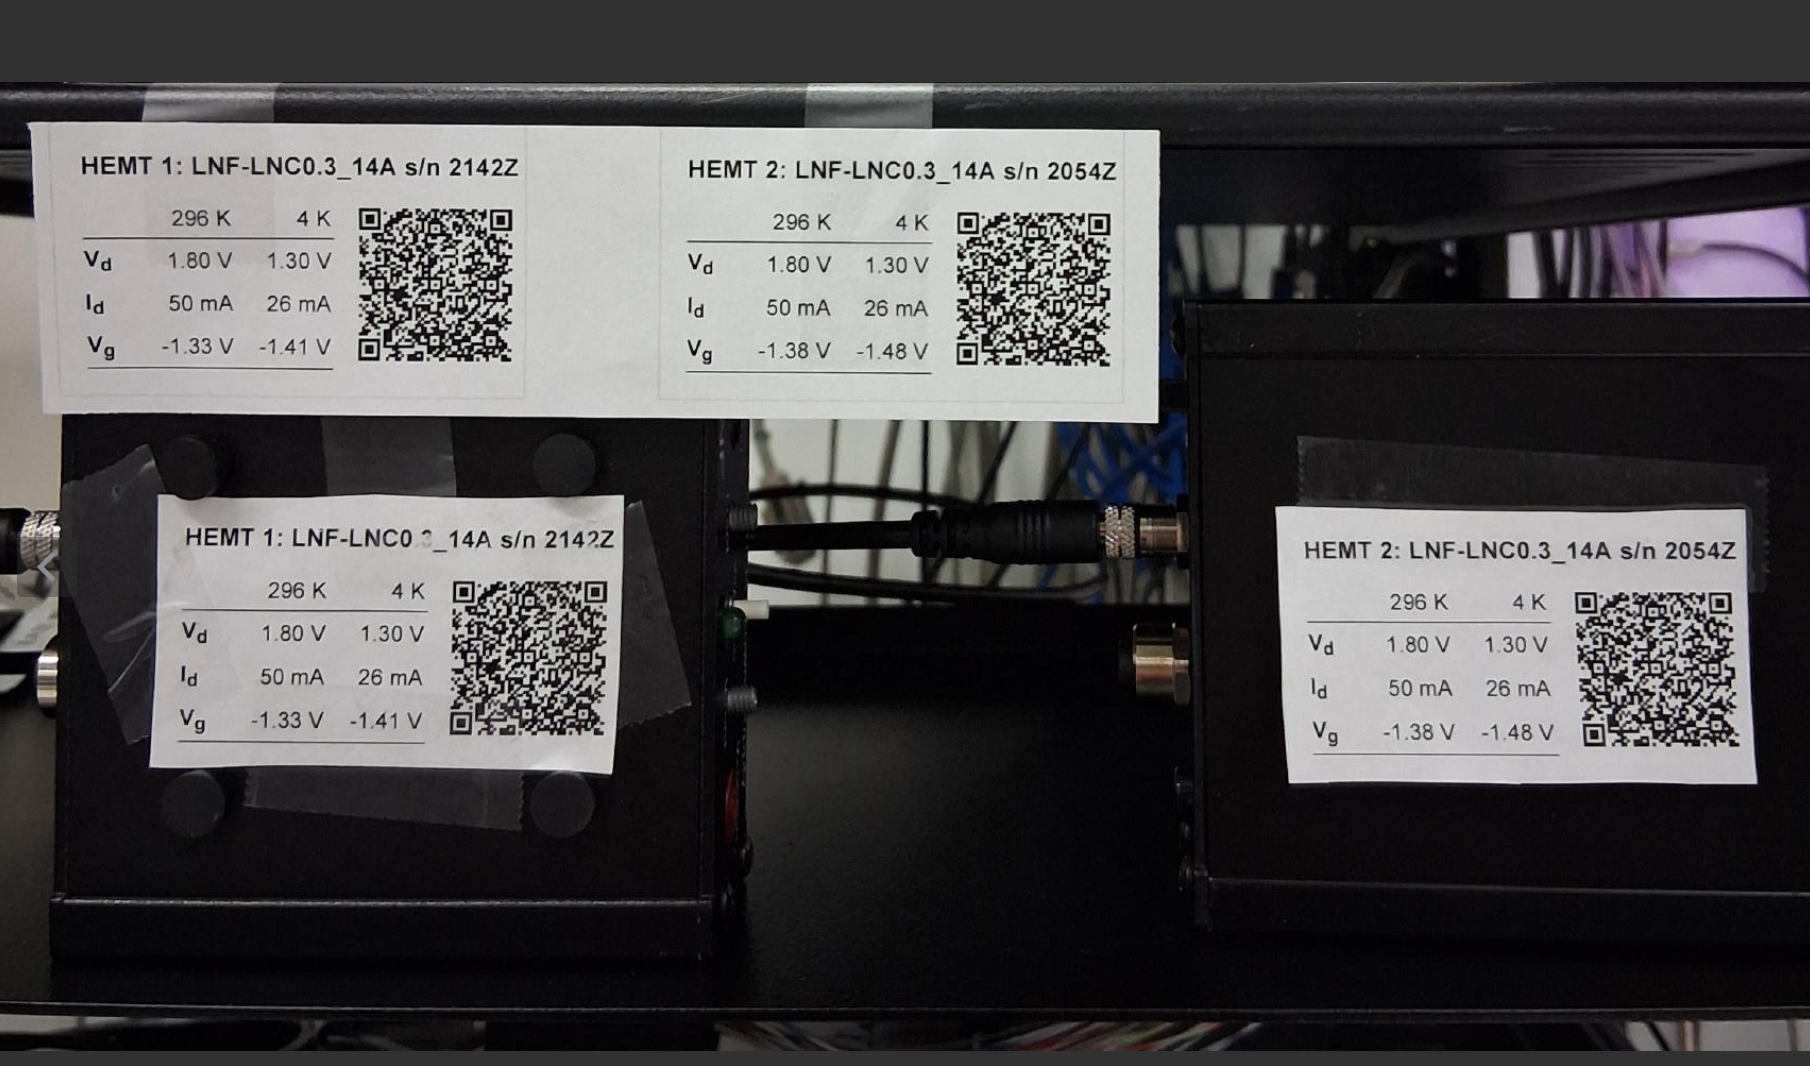 HEMT 1: LNF-LNC0.3_14A s/n 2142Z
296 K 4 K
Vd 1.80 V 1.30 V
Id 50 mA 26 mA
Vg -1.33 V -1.41 V
HEMT 2: LNF-LNC0.3_14A s/n 2054Z
296 K 4 K
Vd 1.80 V 1.30 V
Id 50 mA 26 mA
Vg -1.38 V -1.48 V
HEMT 1: LNF-LNC0.3_14A s/n 2142Z
296 K 4 K
Vd 1.80 V 1.30 V
Id 50 mA 26 mA
Vg -1.33 V -1.41 V
HEMT 2: LNF-LNC0.3_14A s/n 2054Z
296 K 4 K
Vd 1.80 V 1.30 V
Id 50 mA 26 mA
Vg -1.38 V -1.48 V